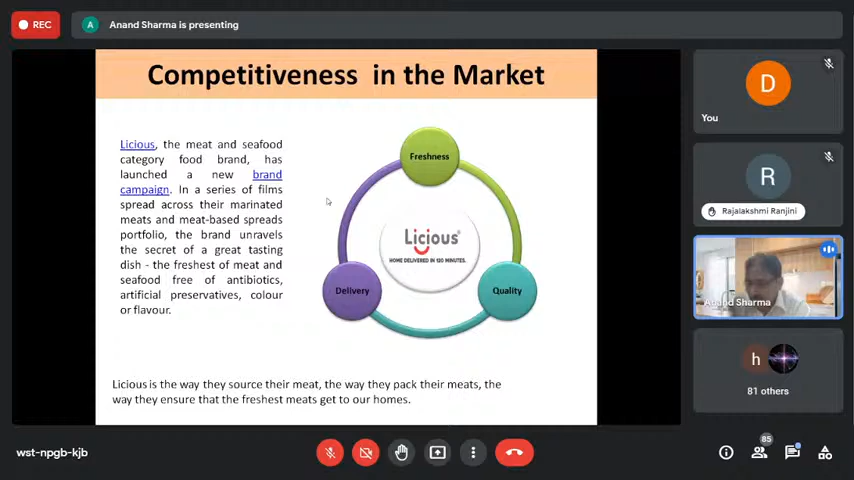 REC
A
Anand Sharma is presenting
Competitiveness in the Market
Licious, the meat and seafood
category food brand, has
launched a new brand
campaign. In a series of films
spread across their marinated
meats and meat-based spreads
portfolio, the brand unravels
the secret of a great tasting
dish - the freshest of meat and
seafood free of antibiotics,
artificial preservatives, colour
or flavour.
Freshness
Licious
HOME DELIVERED IN 120 MINUTES.
Delivery
Quality
Licious is the way they source their meat, the way they pack their meats, the
way they ensure that the freshest meats get to our homes.
D
You
R
Rajalakshmi Ranjini
Anand Sharma
h
81 others
wst-npgb-kjb
85